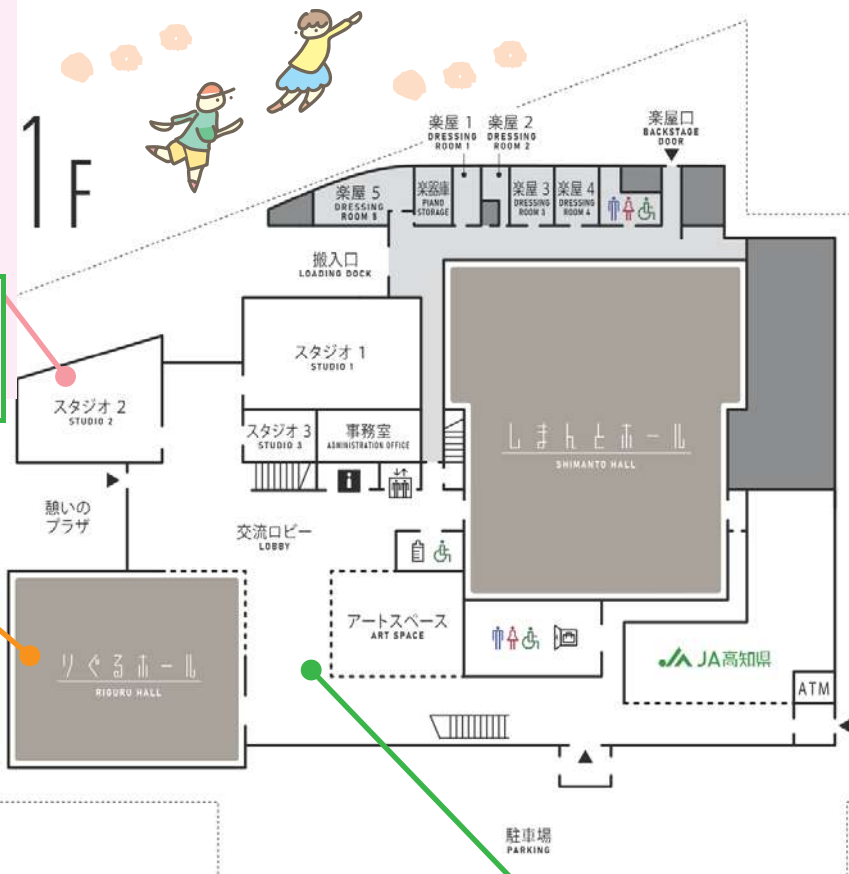 1F
楽屋 1
DRESSING
ROOM 1
楽屋 2
DRESSING
ROOM 2
楽屋口
BACKSTAGE
DOOR
楽屋 5
DRESSING
ROOM 5
楽器庫
PIANO
STORAGE
楽屋 3
DRESSING
ROOM 3
楽屋 4
DRESSING
ROOM 4
搬入口
LOADING DOCK
スタジオ 1
STUDIO 1
スタジオ 2
STUDIO 2
スタジオ 3
STUDIO 3
事務室
ADMINISTRATION OFFICE
しまんとホール
SHIMANTO HALL
憩いの
プラザ
交流ロビー
LOBBY
アートスペース
ART SPACE
りぐるホール
RIGURU HALL
JA高知県
ATM
駐車場
PARKING